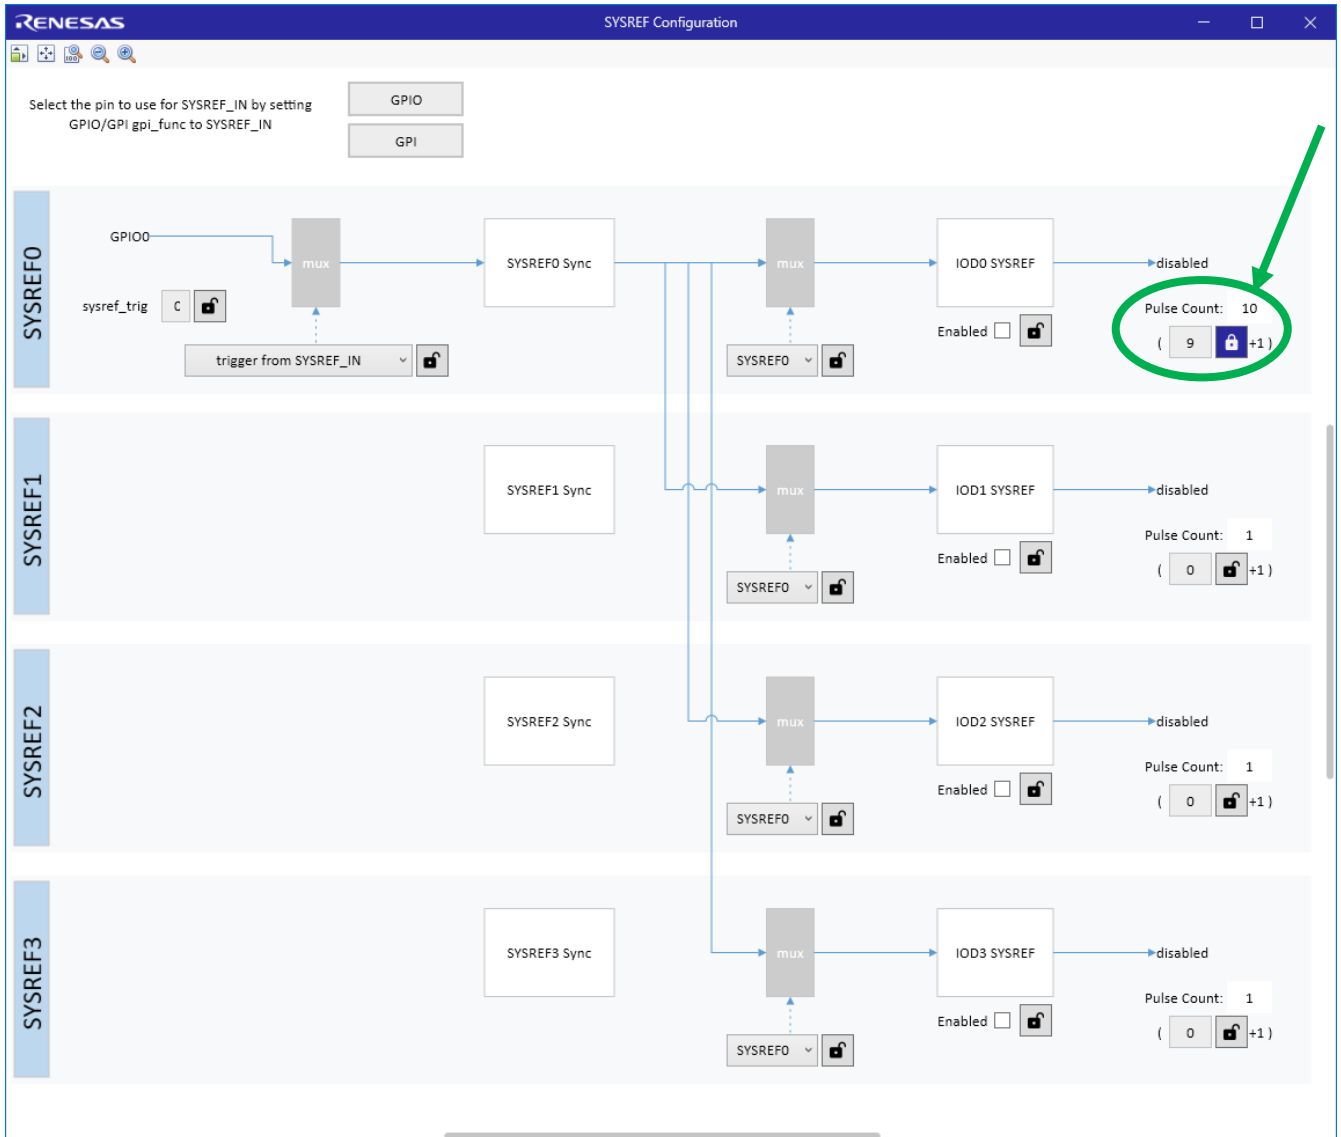 RENESAS
SYSREF Configuration
100
Select the pin to use for SYSREF_IN by setting
GPIO/GPI gpi_func to SYSREF_IN
GPIO
GPI
SYSREF0
GPIO0
mux
SYSREF0 Sync
mux
IOD0 SYSREF
disabled
sysref_trig
Pulse Count: 10
Enabled
( 9 +1 )
trigger from SYSREF_IN
SYSREF0
SYSREF1
SYSREF1 Sync
mux
IOD1 SYSREF
disabled
Pulse Count: 1
Enabled
( 0 +1 )
SYSREF0
SYSREF2
SYSREF2 Sync
mux
IOD2 SYSREF
disabled
Pulse Count: 1
Enabled
( 0 +1 )
SYSREF0
SYSREF3
SYSREF3 Sync
mux
IOD3 SYSREF
disabled
Pulse Count: 1
Enabled
( 0 +1 )
SYSREF0